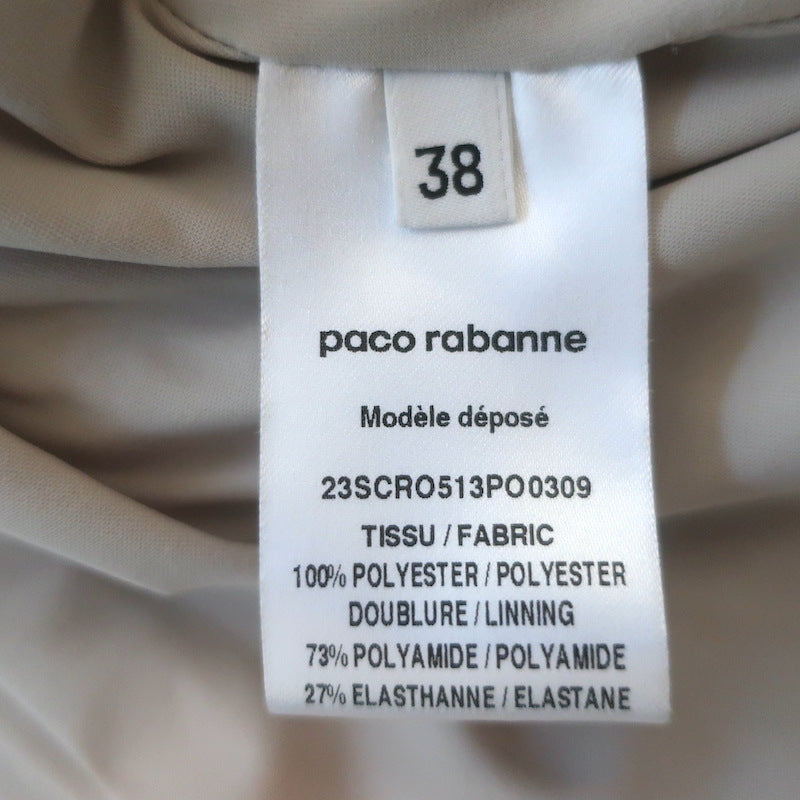 38
paco rabanne
Modèle déposé
23SCRO513PO0309
TISSU / FABRIC
100% POLYESTER / POLYESTER
DOUBLURE / LINNING
73% POLYAMIDE / POLYAMIDE
27% ELASTHANNE / ELASTANE